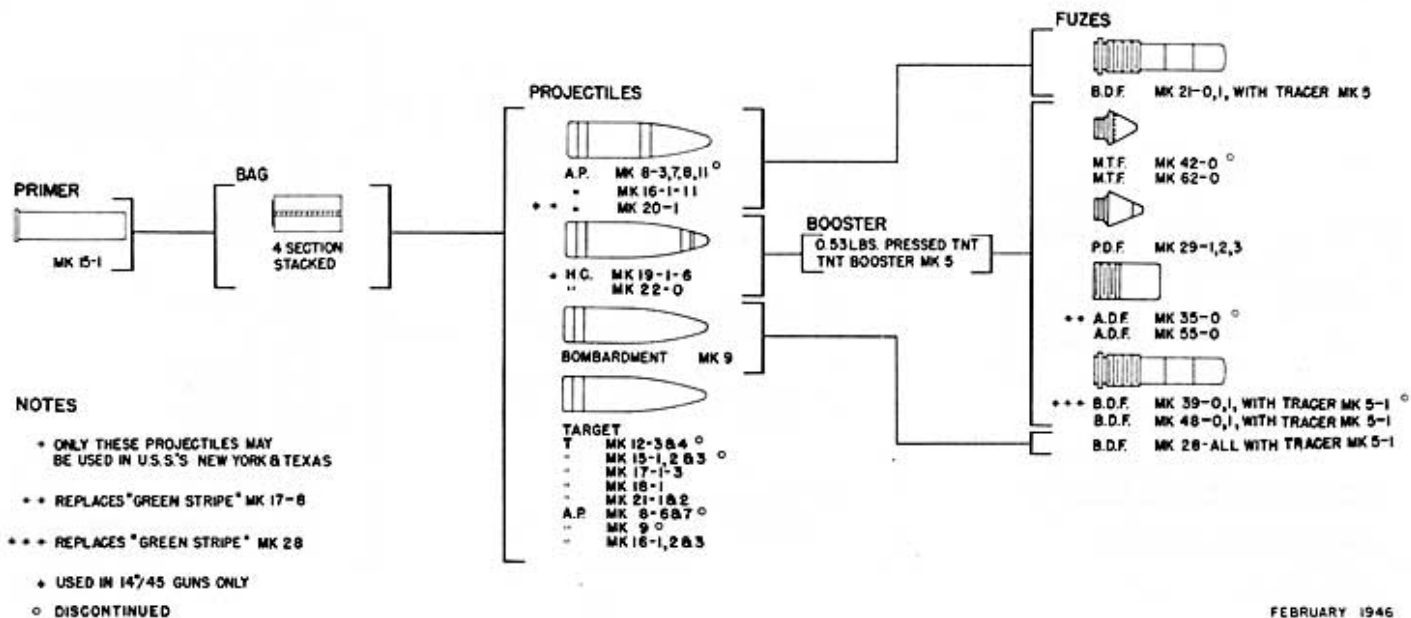 PRIMER
MK 15-1
BAG
4 SECTION
STACKED
PROJECTILES
A.P. MK 8-3,7,8,11 °
" MK 16-1-11
* * " MK 20-1
* H.C. MK 19-1-6
" MK 22-0
BOMBARDMENT MK 9
TARGET
T MK 12-3&4 °
" MK 15-1,2&3 °
" MK 17-1-3
" MK 18-1
" MK 21-1&2
A.P. MK 8-6&7 °
" MK 9 °
" MK 16-1,2&3
BOOSTER
0.53 LBS. PRESSED TNT
TNT BOOSTER MK 5
FUZES
B.D.F. MK 21-0,1, WITH TRACER MK 5
M.T.F. MK 42-0 °
M.T.F. MK 62-0
P.D.F. MK 29-1,2,3
** A.D.F. MK 35-0 °
A.D.F. MK 55-0
*** B.D.F. MK 39-0,1, WITH TRACER MK 5-1 °
B.D.F. MK 48-0,1, WITH TRACER MK 5-1
B.D.F. MK 28-ALL WITH TRACER MK 5-1
NOTES
+ ONLY THESE PROJECTILES MAY
BE USED IN U.S.S.'S NEW YORK & TEXAS
* * REPLACES "GREEN STRIPE" MK 17-8
* * * REPLACES "GREEN STRIPE" MK 28
* USED IN 14"/45 GUNS ONLY
° DISCONTINUED
FEBRUARY 1946